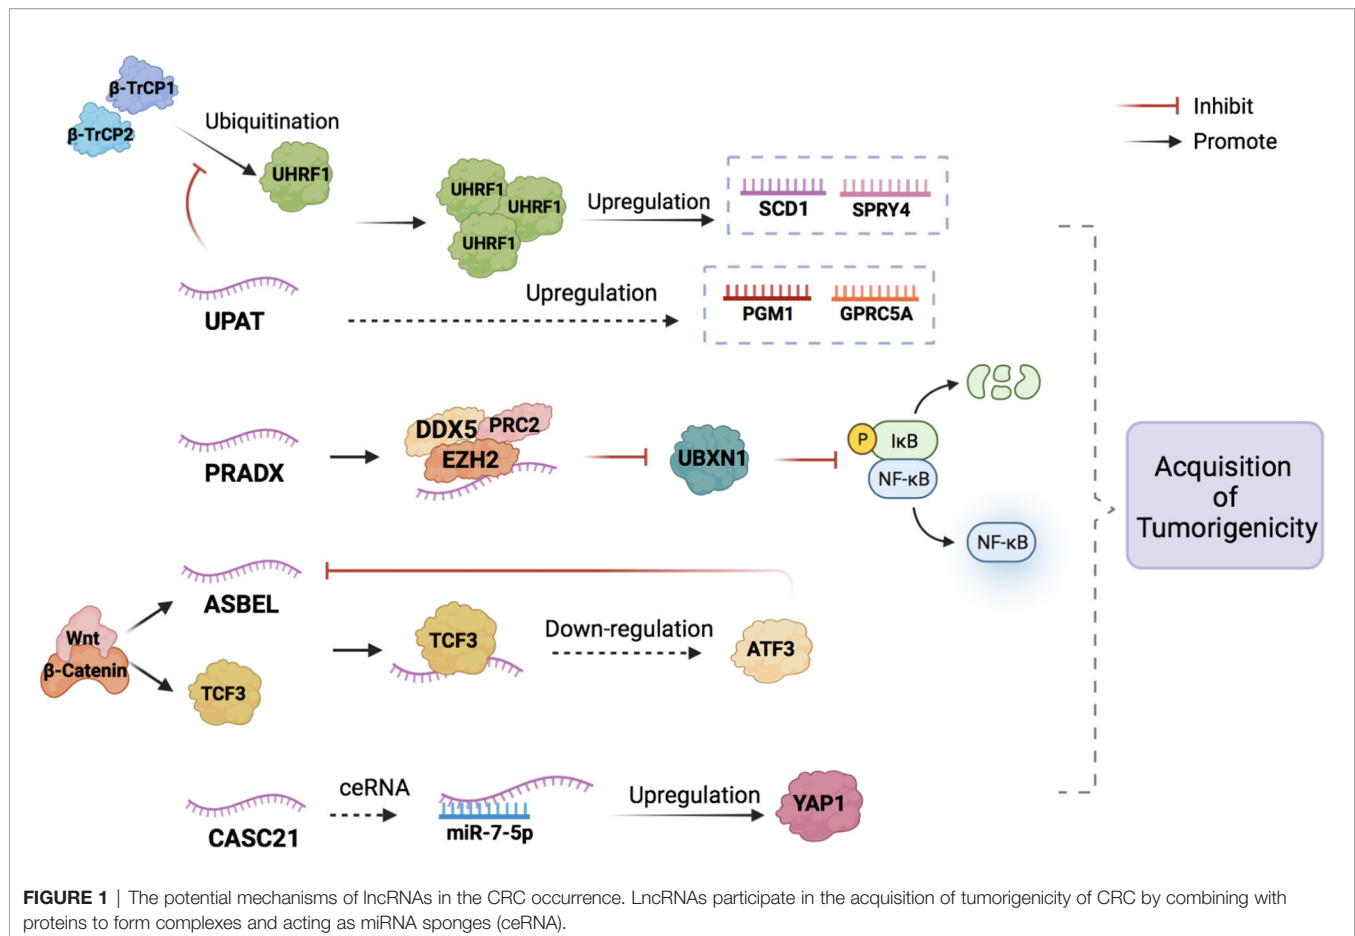 β-TrCP1
β-TrCP2
Ubiquitination
UHRF1
UHRF1
UHRF1
UHRF1
Upregulation
SCD1
SPRY4
Inhibit
Promote
UPAT
Upregulation
PGM1
GPRC5A
PRADX
DDX5
PRC2
EZH2
UBXN1
P
IκB
NF-κB
NF-κB
Acquisition
of
Tumorigenicity
ASBEL
Wnt
β-Catenin
TCF3
TCF3
Down-regulation
ATF3
CASC21
ceRNA
miR-7-5p
Upregulation
YAP1
FIGURE 1 | The potential mechanisms of lncRNAs in the CRC occurrence. LncRNAs participate in the acquisition of tumorigenicity of CRC by combining with
proteins to form complexes and acting as miRNA sponges (ceRNA).